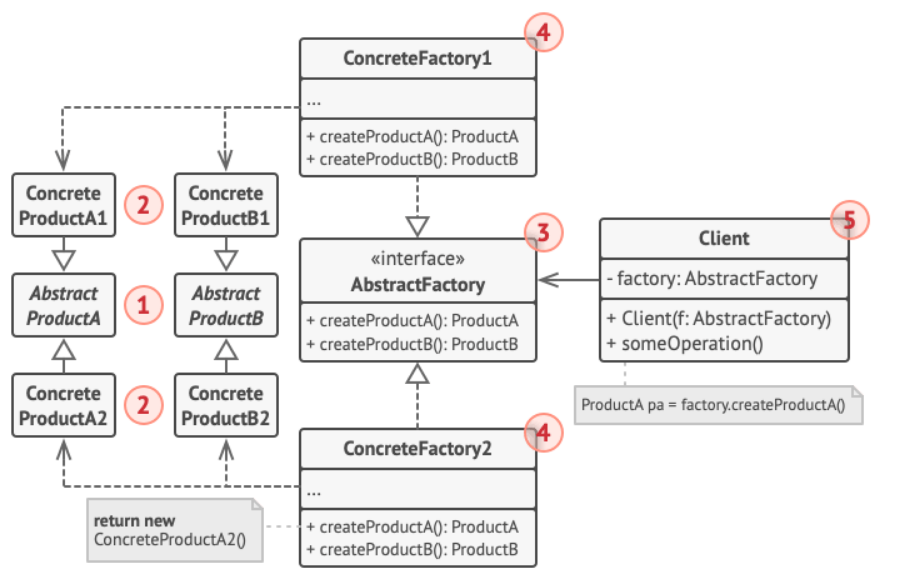 4
ConcreteFactory1
...
+ createProductA(): ProductA
+ createProductB(): ProductB
Concrete
ProductA1
2
Concrete
ProductB1
3
«interface»
AbstractFactory
+ createProductA(): ProductA
+ createProductB(): ProductB
5
Client
- factory: AbstractFactory
+ Client(f: AbstractFactory)
+ someOperation()
ProductA pa = factory.createProductA()
Abstract
ProductA
1
Abstract
ProductB
Concrete
ProductA2
2
Concrete
ProductB2
4
ConcreteFactory2
...
+ createProductA(): ProductA
+ createProductB(): ProductB
return new
ConcreteProductA2()